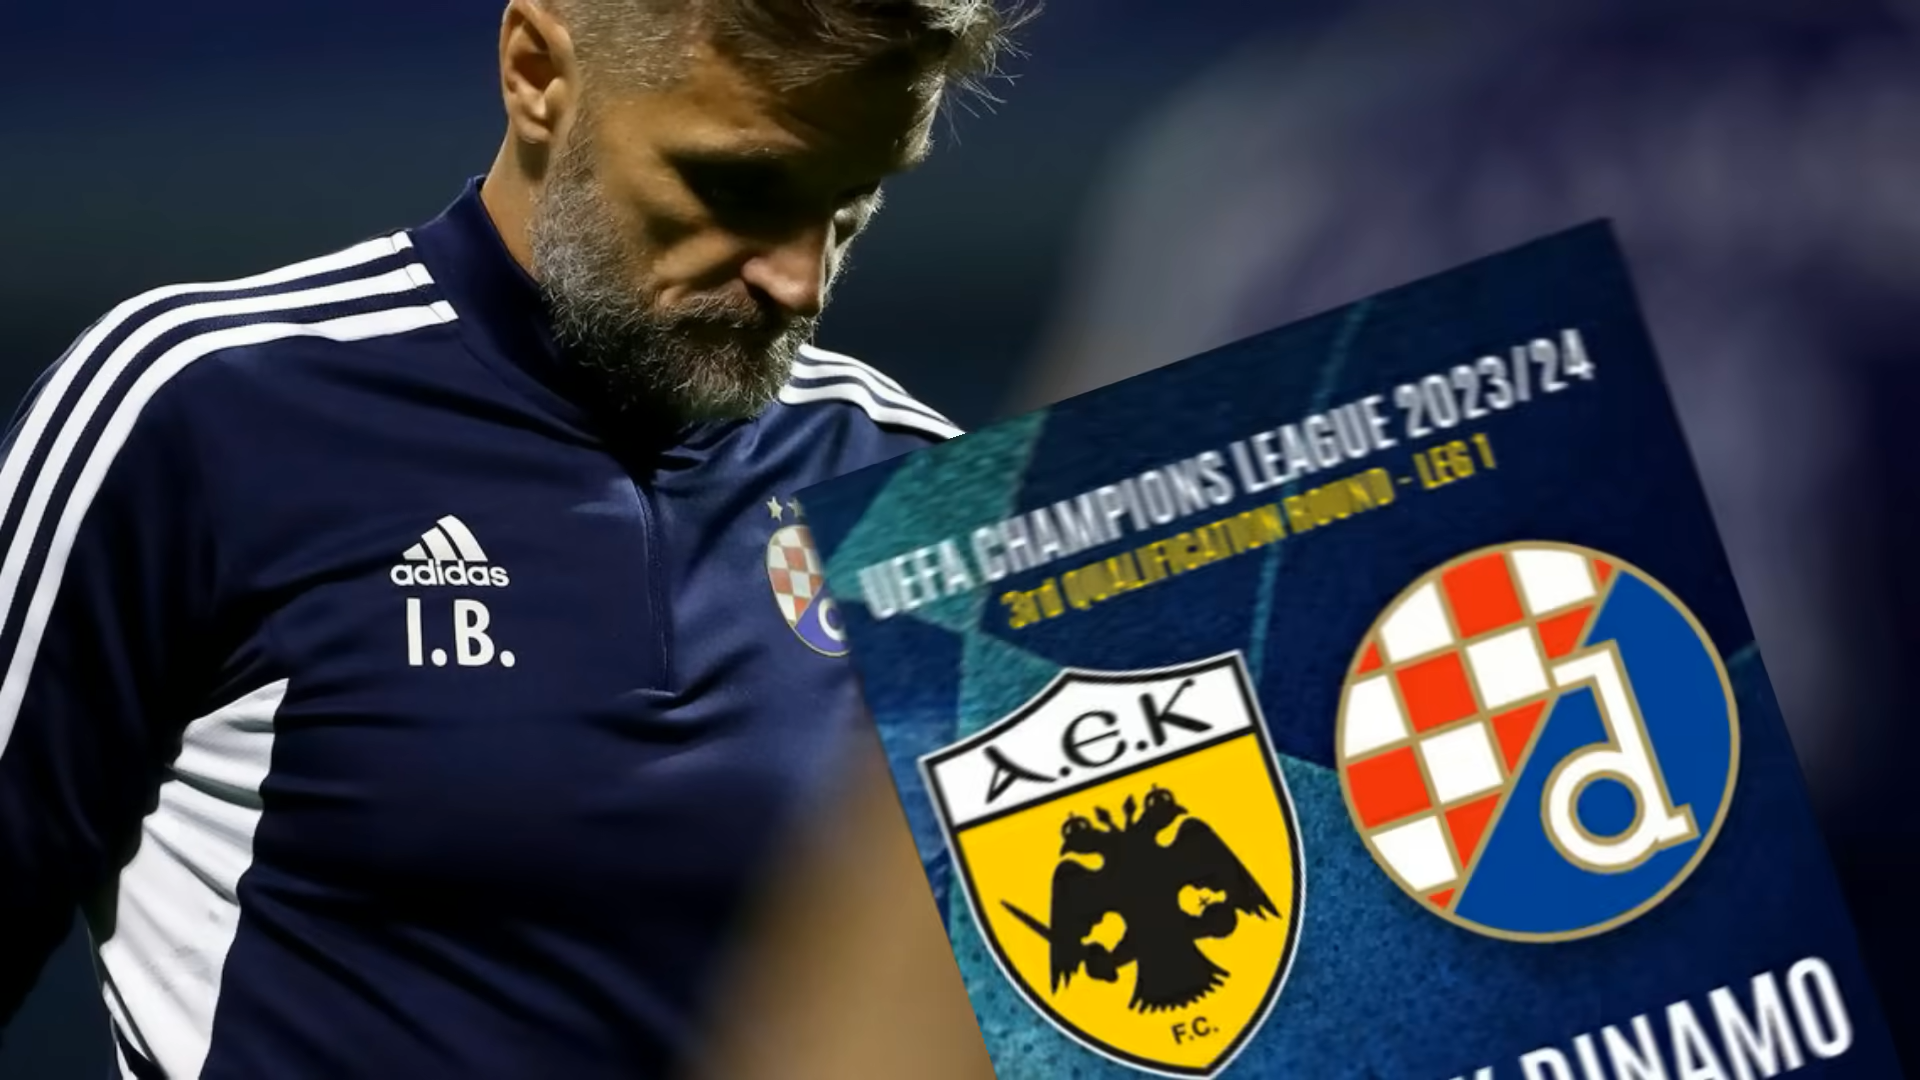 adidas
I.B.
UEFA CHAMPIONS LEAGUE 2023/24
3rd QUALIFICATION ROUND - LEG 1
A.E.K
F.C.
d
DINAMO